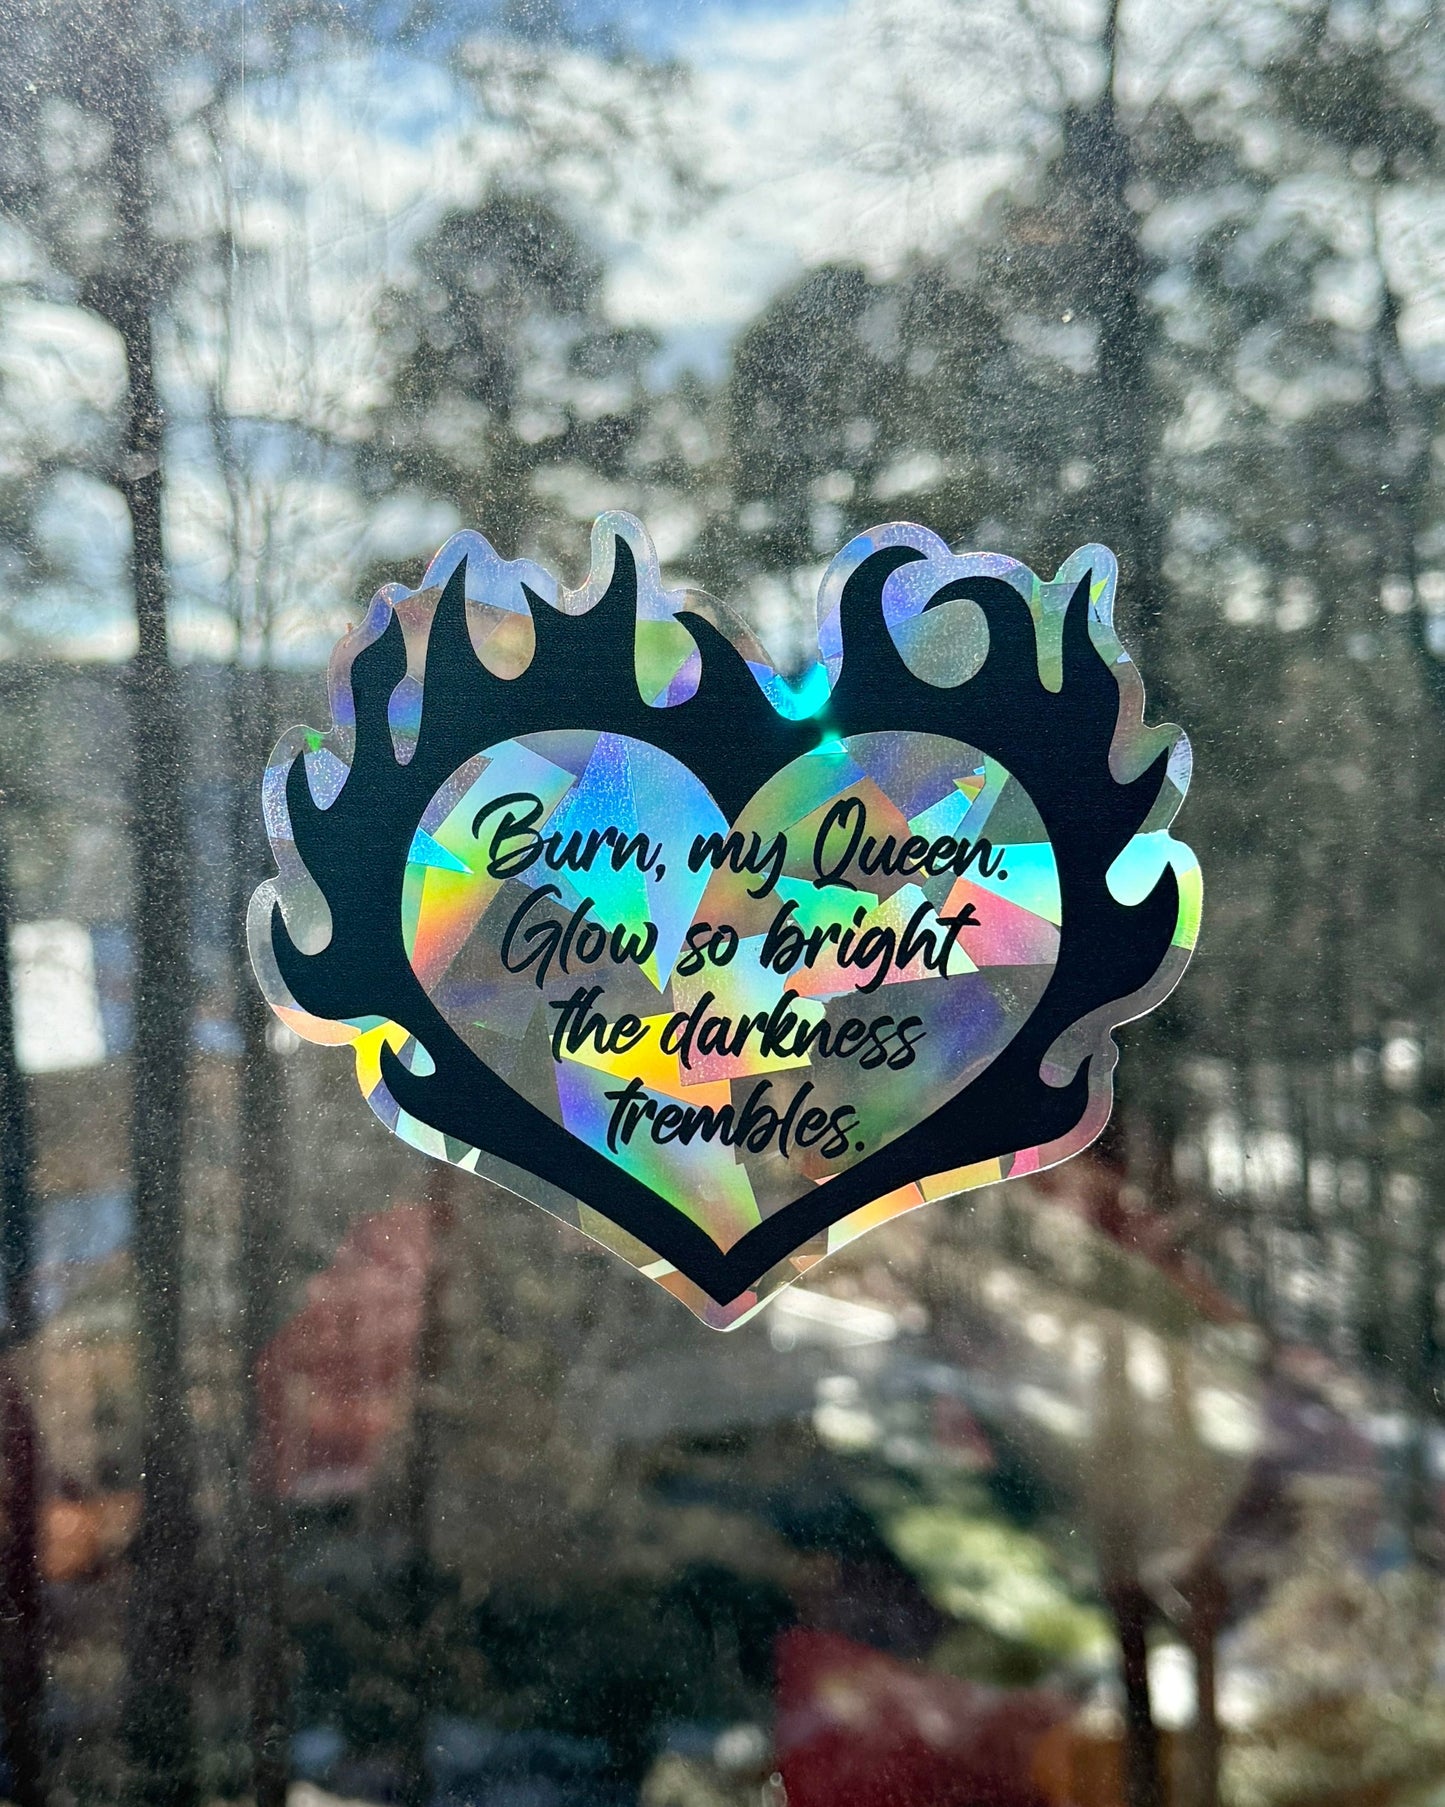 Burn, my Queen.
Glow so bright
the darkness
trembles.